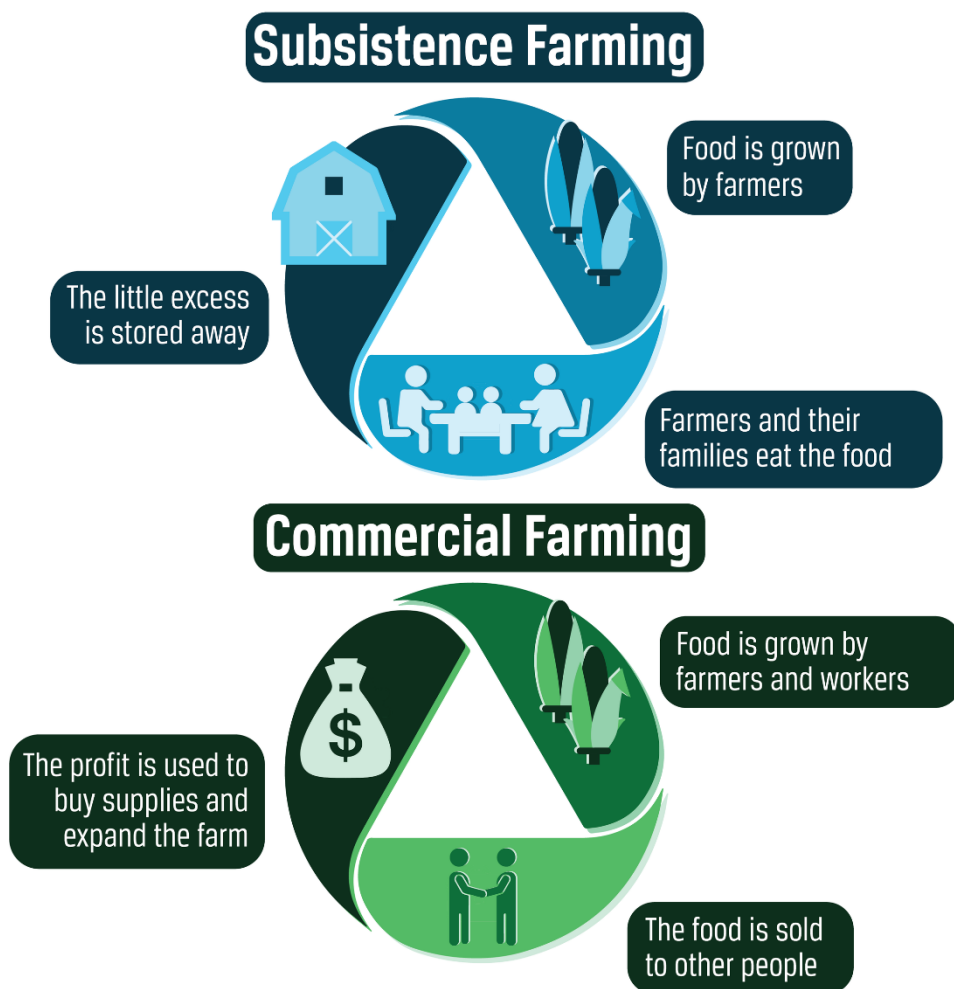 Subsistence Farming
Food is grown
by farmers
The little excess
is stored away
Farmers and their
families eat the food
Commercial Farming
Food is grown by
farmers and workers
$
The profit is used to
buy supplies and
expand the farm
The food is sold
to other people